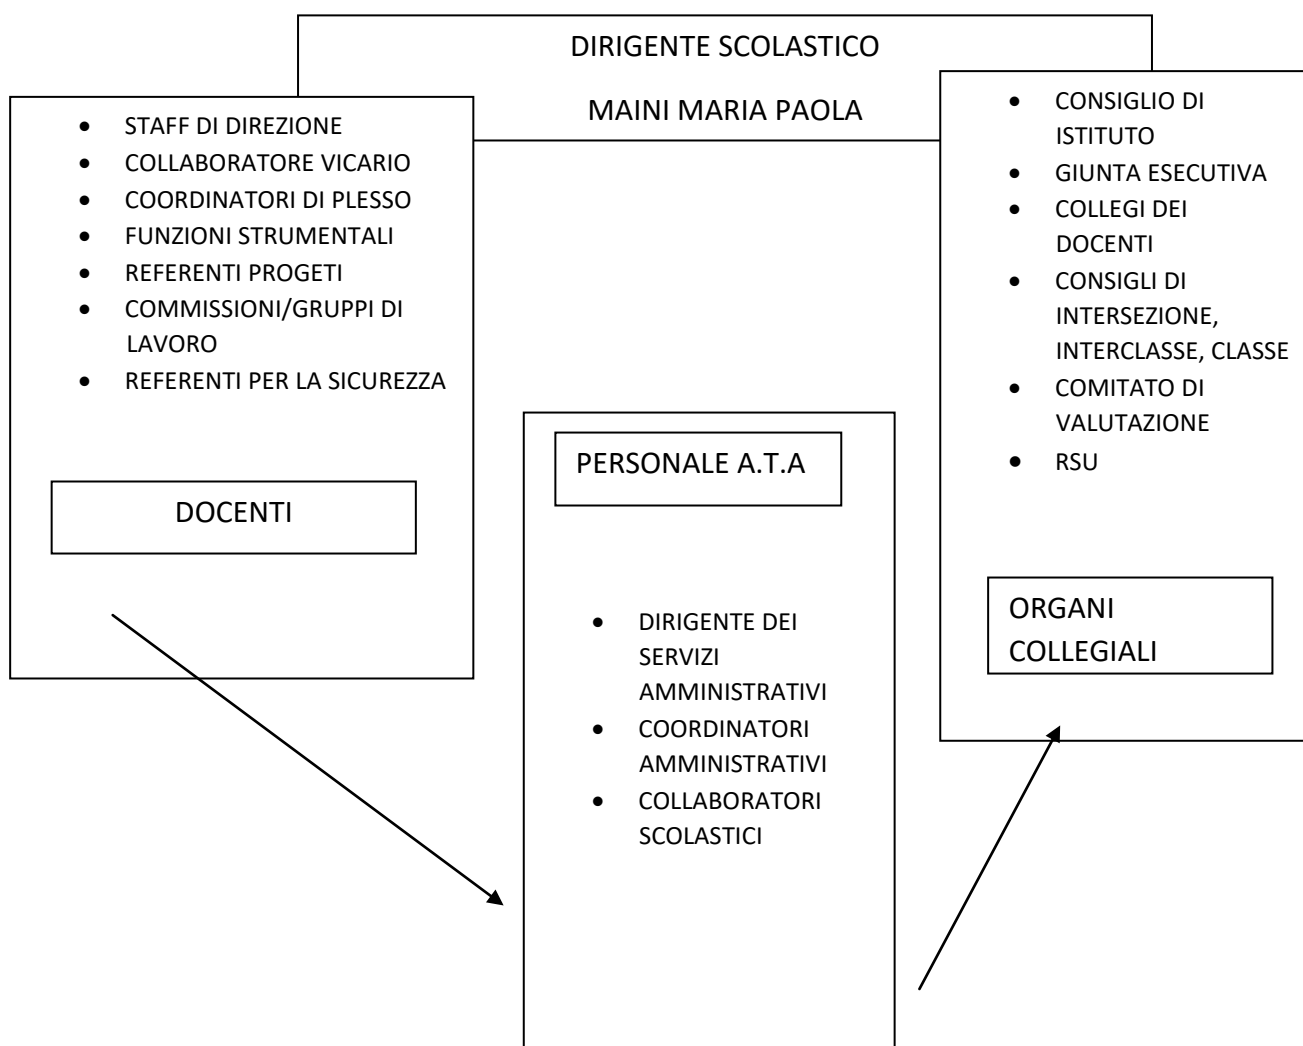 DIRIGENTE SCOLASTICO
MAINI MARIA PAOLA
• STAFF DI DIREZIONE
• COLLABORATORE VICARIO
• COORDINATORI DI PLESSO
• FUNZIONI STRUMENTALI
• REFERENTI PROGETI
• COMMISSIONI/GRUPPI DI
LAVORO
• REFERENTI PER LA SICUREZZA
DOCENTI
PERSONALE A.T.A
• DIRIGENTE DEI
SERVIZI
AMMINISTRATIVI
• COORDINATORI
AMMINISTRATIVI
• COLLABORATORI
SCOLASTICI
• CONSIGLIO DI
ISTITUTO
• GIUNTA ESECUTIVA
• COLLEGI DEI
DOCENTI
• CONSIGLI DI
INTERSEZIONE,
INTERCLASSE, CLASSE
• COMITATO DI
VALUTAZIONE
• RSU
ORGANI
COLLEGIALI